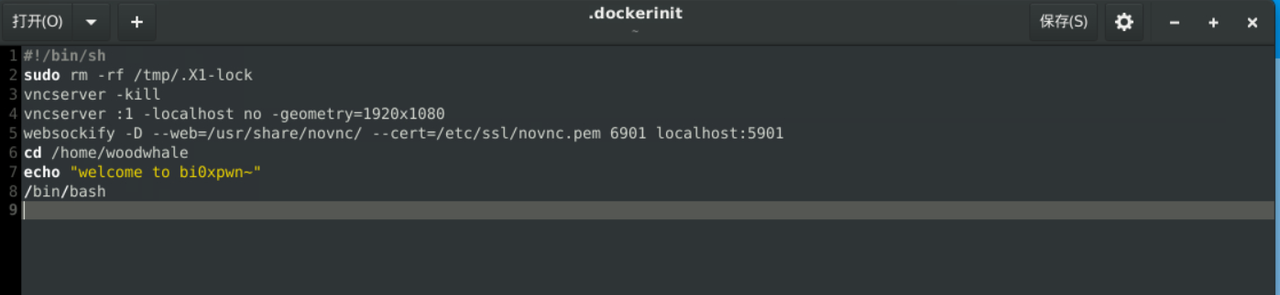 打开(O)
.dockerinit
~
保存(S)
1 #!/bin/sh
2 sudo rm -rf /tmp/.X1-lock
3 vncserver -kill
4 vncserver :1 -localhost no -geometry=1920x1080
5 websockify -D --web=/usr/share/novnc/ --cert=/etc/ssl/novnc.pem 6901 localhost:5901
6 cd /home/woodwhale
7 echo "welcome to bi0xpwn~"
8 /bin/bash
9